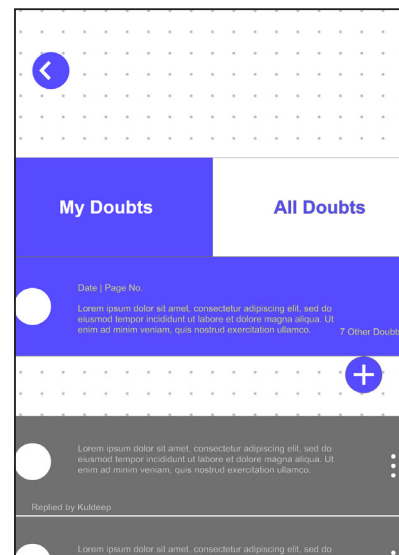 My Doubts
All Doubts
Date | Page No.
Lorem ipsum dolor sit amet, consectetur adipiscing elit, sed do
eiusmod tempor incididunt ut labore et dolore magna aliqua. Ut
enim ad minim veniam, quis nostrud exercitation ullamco.
7 Other Doubts
Lorem ipsum dolor sit amet, consectetur adipiscing elit, sed do
eiusmod tempor incididunt ut labore et dolore magna aliqua. Ut
enim ad minim veniam, quis nostrud exercitation ullamco.
Replied by Kuldeep
Lorem ipsum dolor sit amet, consectetur adipiscing elit, sed do